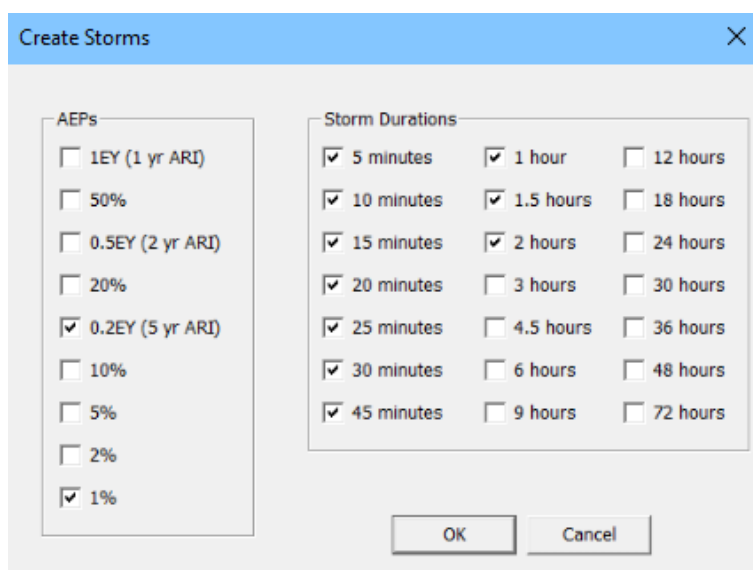 Create Storms
AEPs
1EY (1 yr ARI)
50%
0.5EY (2 yr ARI)
20%
0.2EY (5 yr ARI)
10%
5%
2%
1%
Storm Durations
5 minutes
10 minutes
15 minutes
20 minutes
25 minutes
30 minutes
45 minutes
1 hour
1.5 hours
2 hours
3 hours
4.5 hours
6 hours
9 hours
12 hours
18 hours
24 hours
30 hours
36 hours
48 hours
72 hours
OK
Cancel